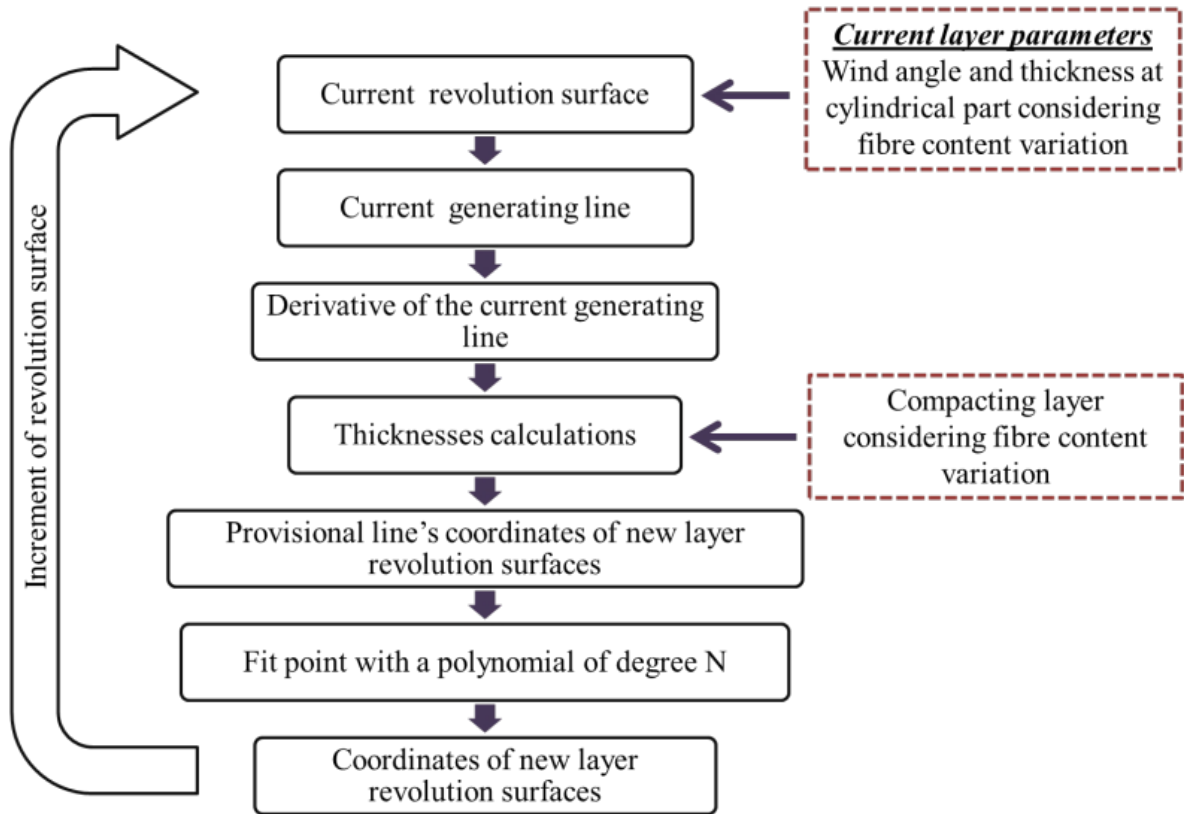 Current revolution surface
Current layer parameters
Wind angle and thickness at
cylindrical part considering
fibre content variation
Current generating line
Derivative of the current generating
line
Thicknesses calculations
Compacting layer
considering fibre content
variation
Provisional line's coordinates of new layer
revolution surfaces
Fit point with a polynomial of degree N
Coordinates of new layer
revolution surfaces
Increment of revolution surface